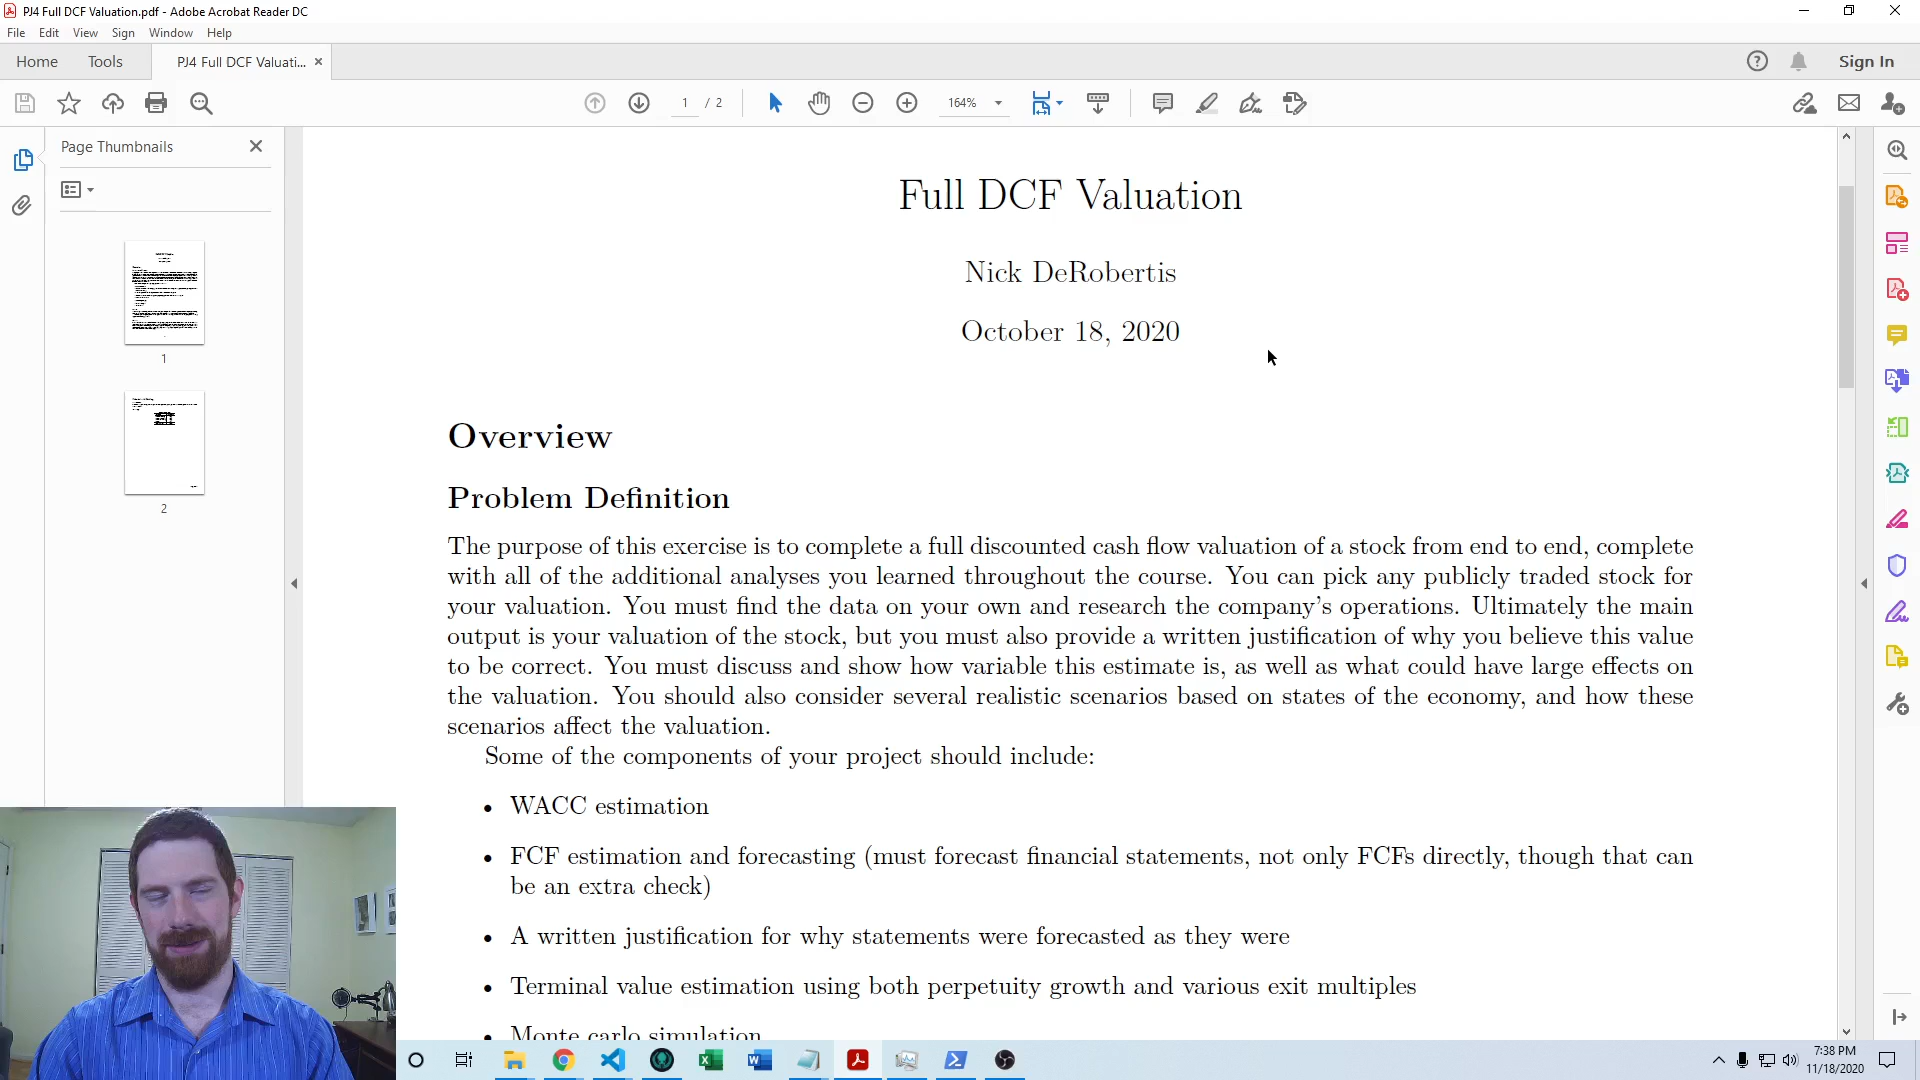 PJ4 Full DCF Valuation.pdf - Adobe Acrobat Reader DC
File Edit View Sign Window Help
Home Tools PJ4 Full DCF Valuati... Sign In
1 / 2 164%
Page Thumbnails
1
2
Full DCF Valuation
Nick DeRobertis
October 18, 2020
Overview
Problem Definition
The purpose of this exercise is to complete a full discounted cash flow valuation of a stock from end to end, complete
with all of the additional analyses you learned throughout the course. You can pick any publicly traded stock for
your valuation. You must find the data on your own and research the company's operations. Ultimately the main
output is your valuation of the stock, but you must also provide a written justification of why you believe this value
to be correct. You must discuss and show how variable this estimate is, as well as what could have large effects on
the valuation. You should also consider several realistic scenarios based on states of the economy, and how these
scenarios affect the valuation.
Some of the components of your project should include:
• WACC estimation
• FCF estimation and forecasting (must forecast financial statements, not only FCFs directly, though that can
be an extra check)
• A written justification for why statements were forecasted as they were
• Terminal value estimation using both perpetuity growth and various exit multiples
• Monte carlo simulation
7:38 PM
11/18/2020